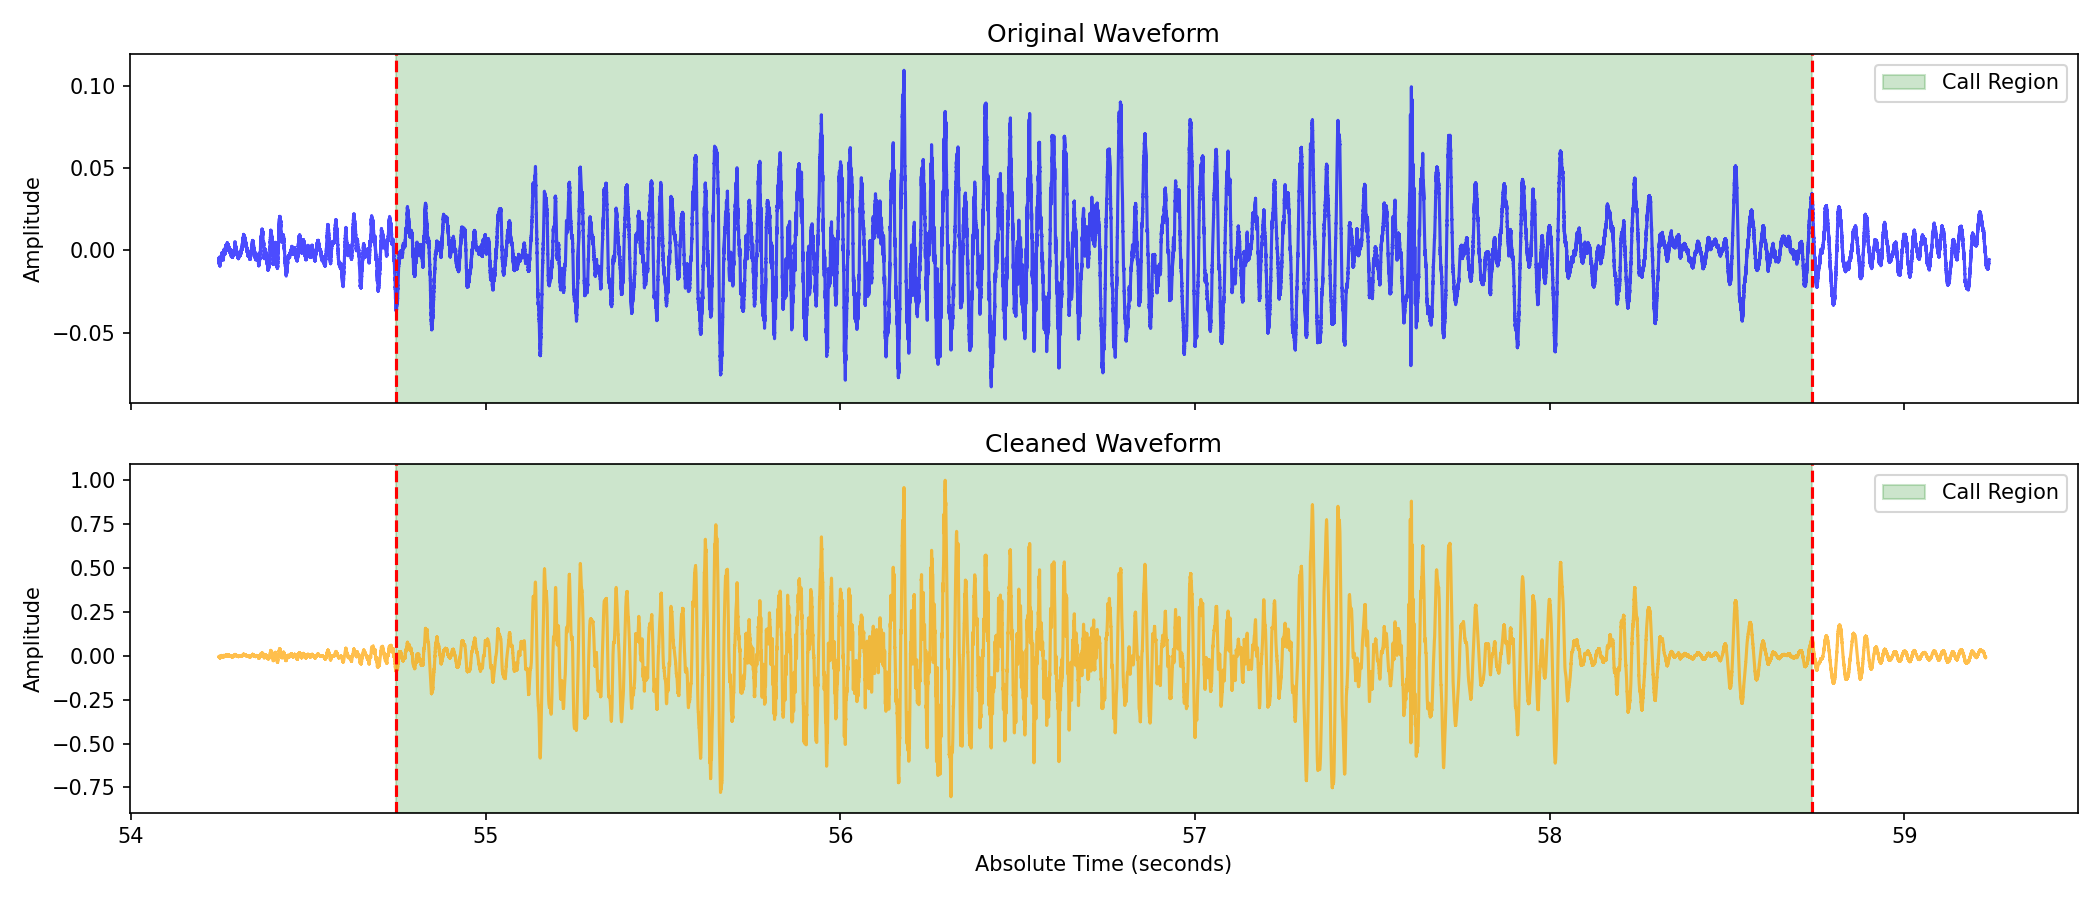 Original Waveform
Amplitude
0.10
0.05
0.00
−0.05
Call Region
Cleaned Waveform
Amplitude
1.00
0.75
0.50
0.25
0.00
−0.25
−0.50
−0.75
Call Region
54 55 56 57 58 59
Absolute Time (seconds)